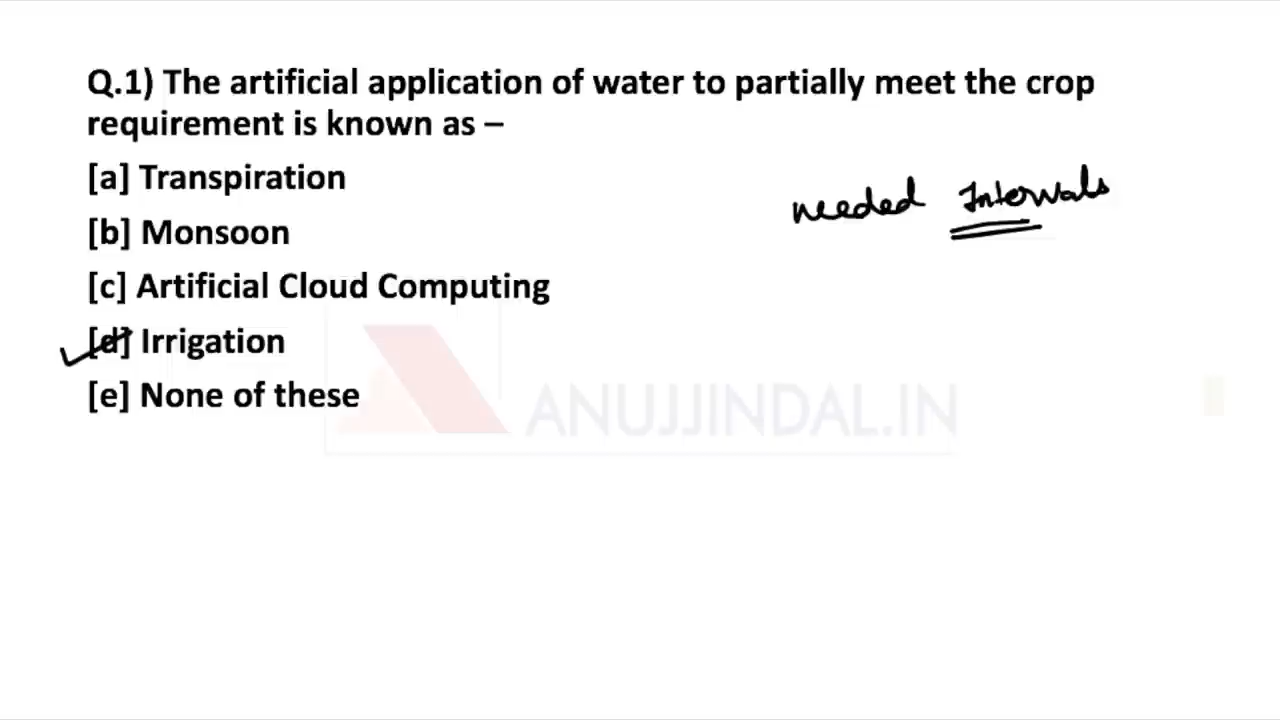 Q.1) The artificial application of water to partially meet the crop
requirement is known as –
[a] Transpiration
needed Intervals
[b] Monsoon
[c] Artificial Cloud Computing
[d] Irrigation
[e] None of these
ANUJJINDAL.IN